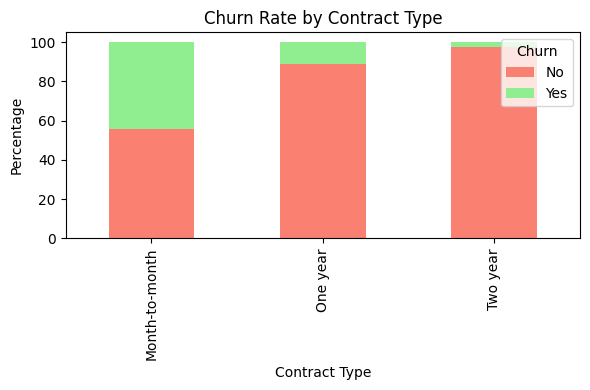 Churn Rate by Contract Type
Percentage
100
80
60
40
20
0
Churn
No
Yes
Month-to-month
One year
Two year
Contract Type